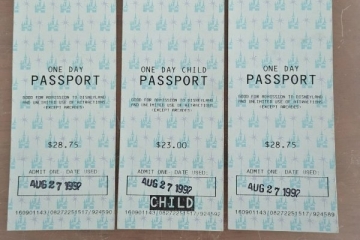 ONE DAY
PASSPORT
GOOD FOR ADMISSION TO DISNEYLAND
AND UNLIMITED USE OF ATTRACTIONS
(EXCEPT ARCADES)
$28.75
ADMIT ONE DATE USED:
AUG 27 1992
ONE DAY CHILD
PASSPORT
GOOD FOR ADMISSION TO DISNEYLAND
AND UNLIMITED USE OF ATTRACTIONS
(EXCEPT ARCADES)
$23.00
ADMIT ONE DATE USED:
AUG 27 1992
CHILD
ONE DAY
PASSPORT
GOOD FOR ADMISSION TO DISNEYLAND
AND UNLIMITED USE OF ATTRACTIONS
(EXCEPT ARCADES)
$28.75
ADMIT ONE DATE USED:
AUG 27 1992